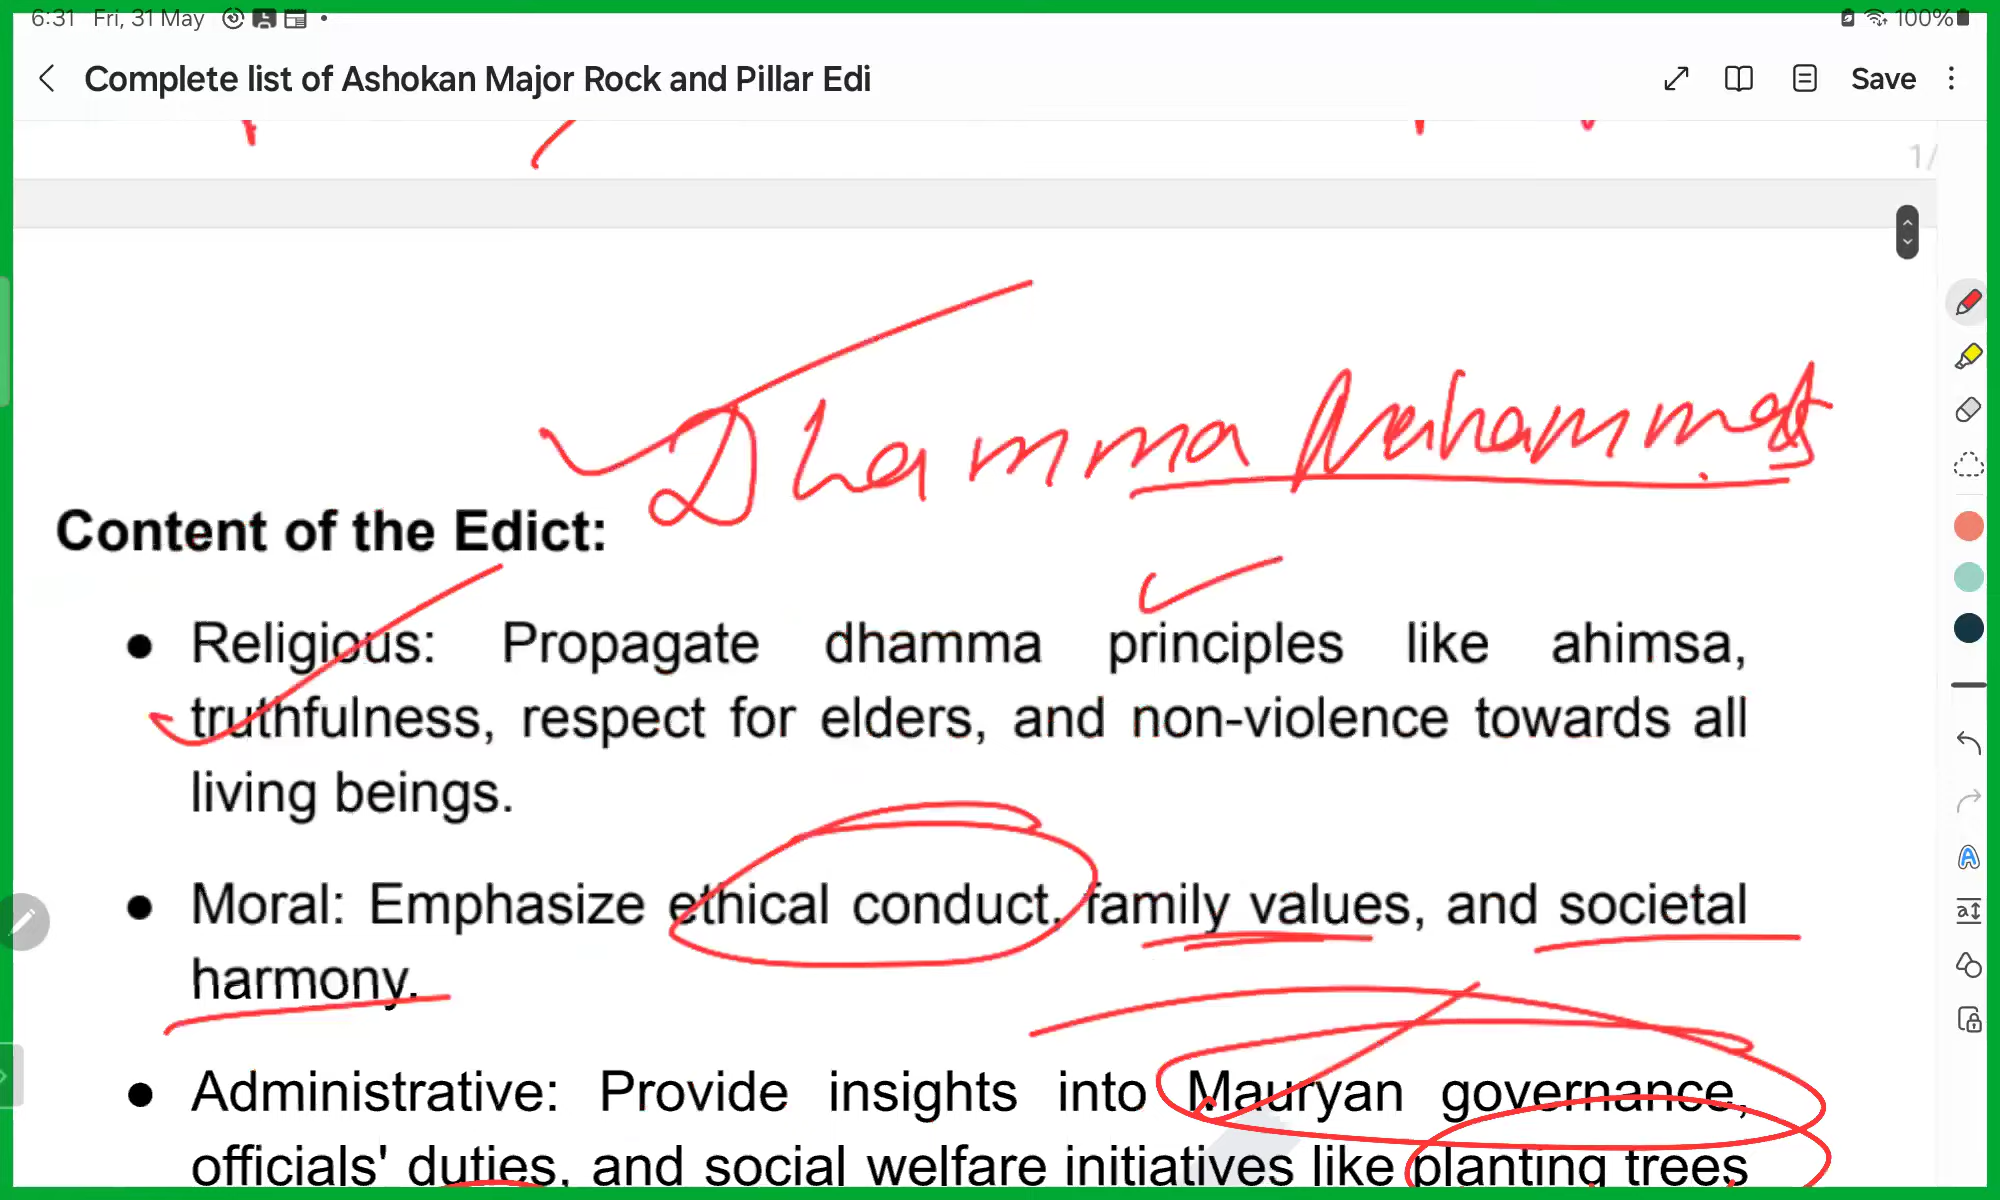 6:31 Fri, 31 May 100%
Complete list of Ashokan Major Rock and Pillar Edi
Save
1/
Dhamma
Content of the Edict:
● Religious: Propagate dhamma principles like ahimsa,
truthfulness, respect for elders, and non-violence towards all
living beings.
● Moral: Emphasize ethical conduct, family values, and societal
harmony.
● Administrative: Provide insights into Mauryan governance,
officials' duties, and social welfare initiatives like planting trees